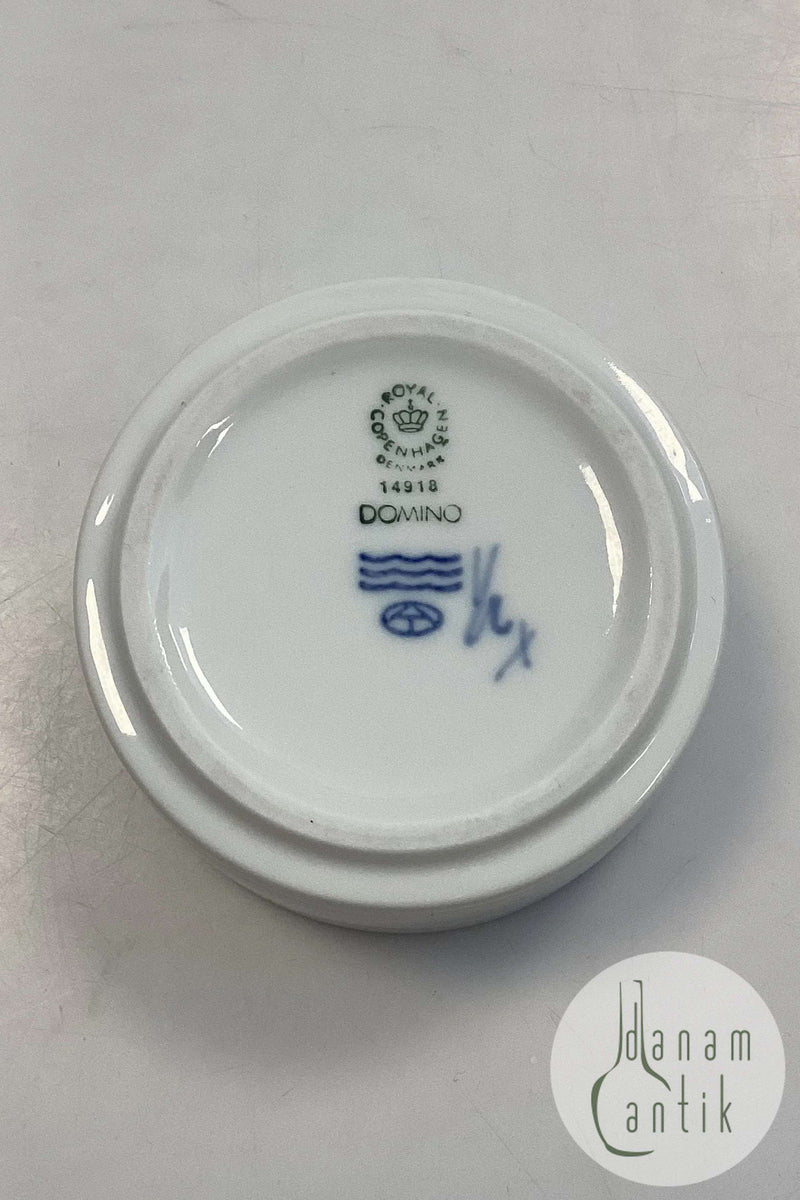 ROYAL COPENHAGEN
DENMARK
14918
DOMINO
danam
antik